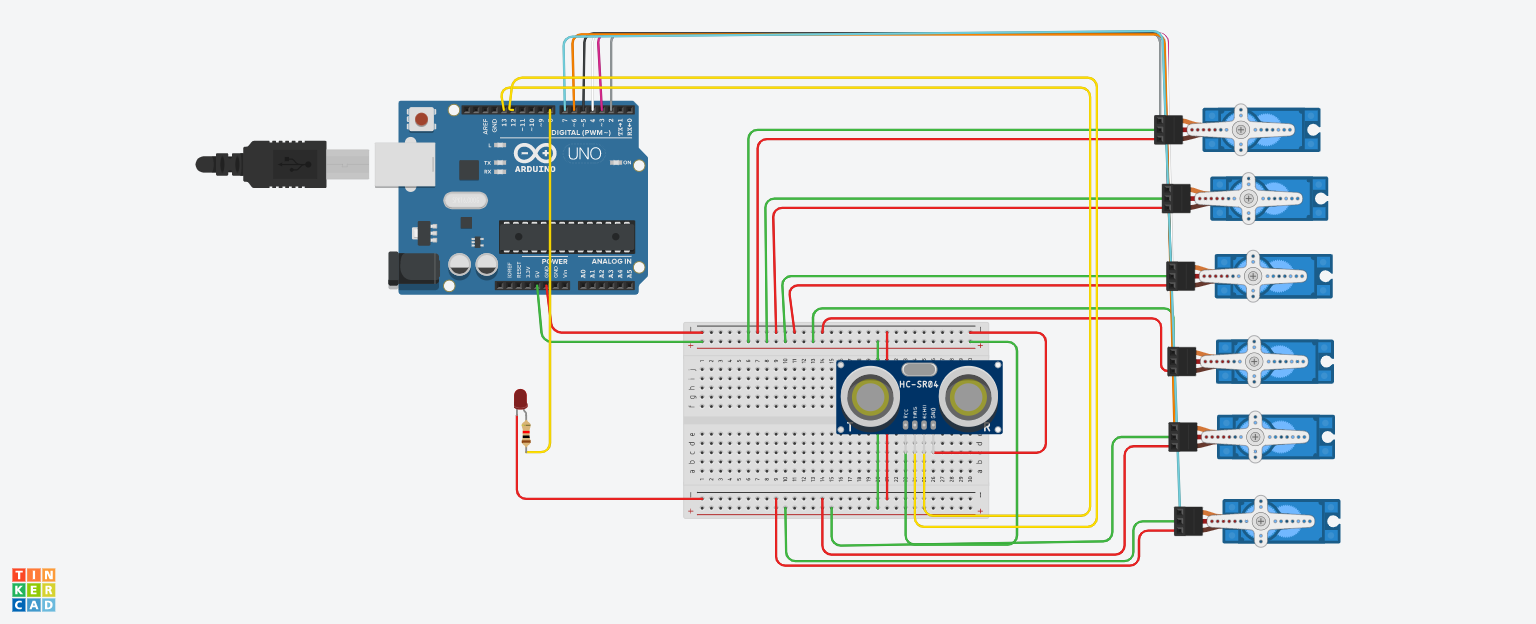 AREF
GND
13
12
~11
~10
~9
8
7
~6
~5
4
~3
2
TX→1
RX←0
DIGITAL (PWM~)
L
TX
RX
ARDUINO
UNO
ON
POWER
ANALOG IN
IOREF
RESET
3.3V
5V
GND
GND
Vin
A0
A1
A2
A3
A4
A5
HC-SR04
T
R
VCC
TRIG
ECHO
GND
j
i
h
g
f
e
d
c
b
a
TIN
KER
CAD